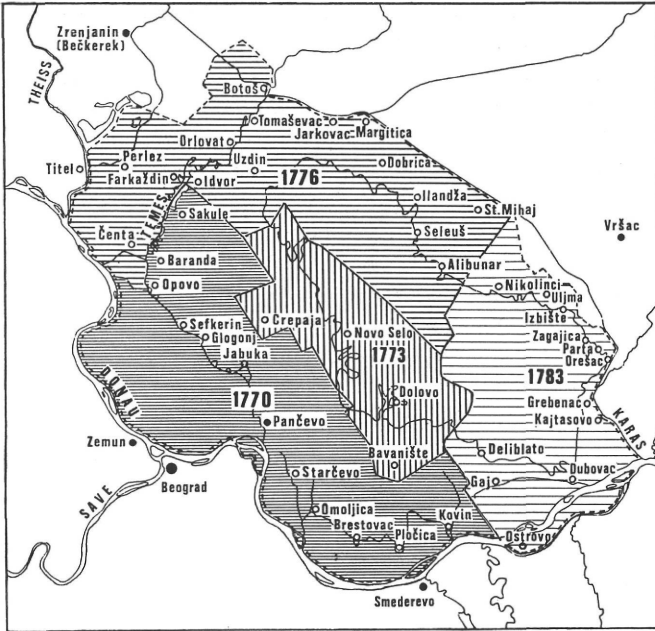 Zrenjanin
(Bečkerek)
THEISS
Botoš
Tomaševac
Jarkovac
Margitica
Orlovat
Titel
Perlez
Uzdin
1776
Dobrica
Farkaždin
Idvor
TEMES
Ilandža
Sakule
St.Mihaj
Čenta
Seleuš
Vršac
Baranda
Alibunar
Opovo
Nikolinci
Uljma
Izbište
Sefkerin
Crepaja
Glogonj
Novo Selo
Zagajica
Jabuka
1773
Parta
Orešac
DONAU
1770
Dolovo
1783
Grebenac
Kajtasovo
KARAS
Pančevo
Zemun
Bavanište
Deliblato
Starčevo
Beograd
Gaj
Dubovac
SAVE
Omoljica
Kovin
Brestovac
Pločica
Ostrovo
Smederevo